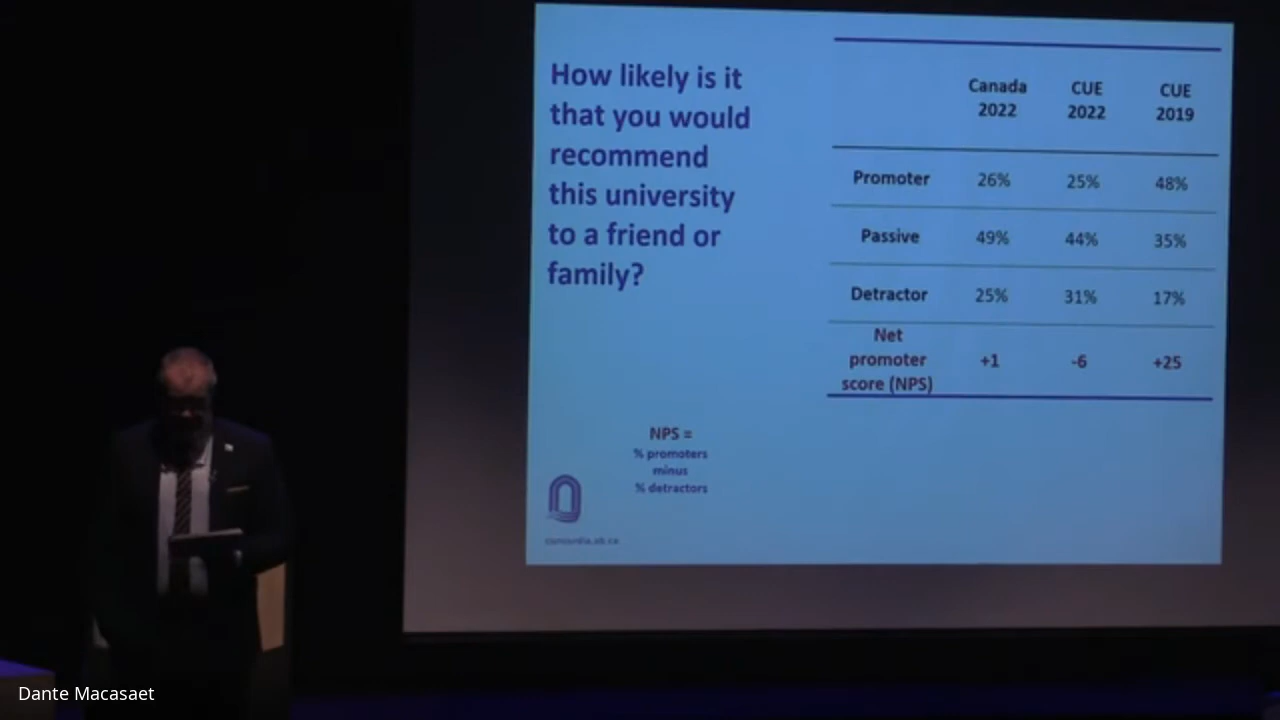 How likely is it
that you would
recommend
this university
to a friend or
family?
Canada 2022 CUE 2022 CUE 2019
Promoter 26% 25% 48%
Passive 49% 44% 35%
Detractor 25% 31% 17%
Net promoter score (NPS) +1 -6 +25
NPS =
% promoters
minus
% detractors
concordia.ab.ca
Dante Macasaet